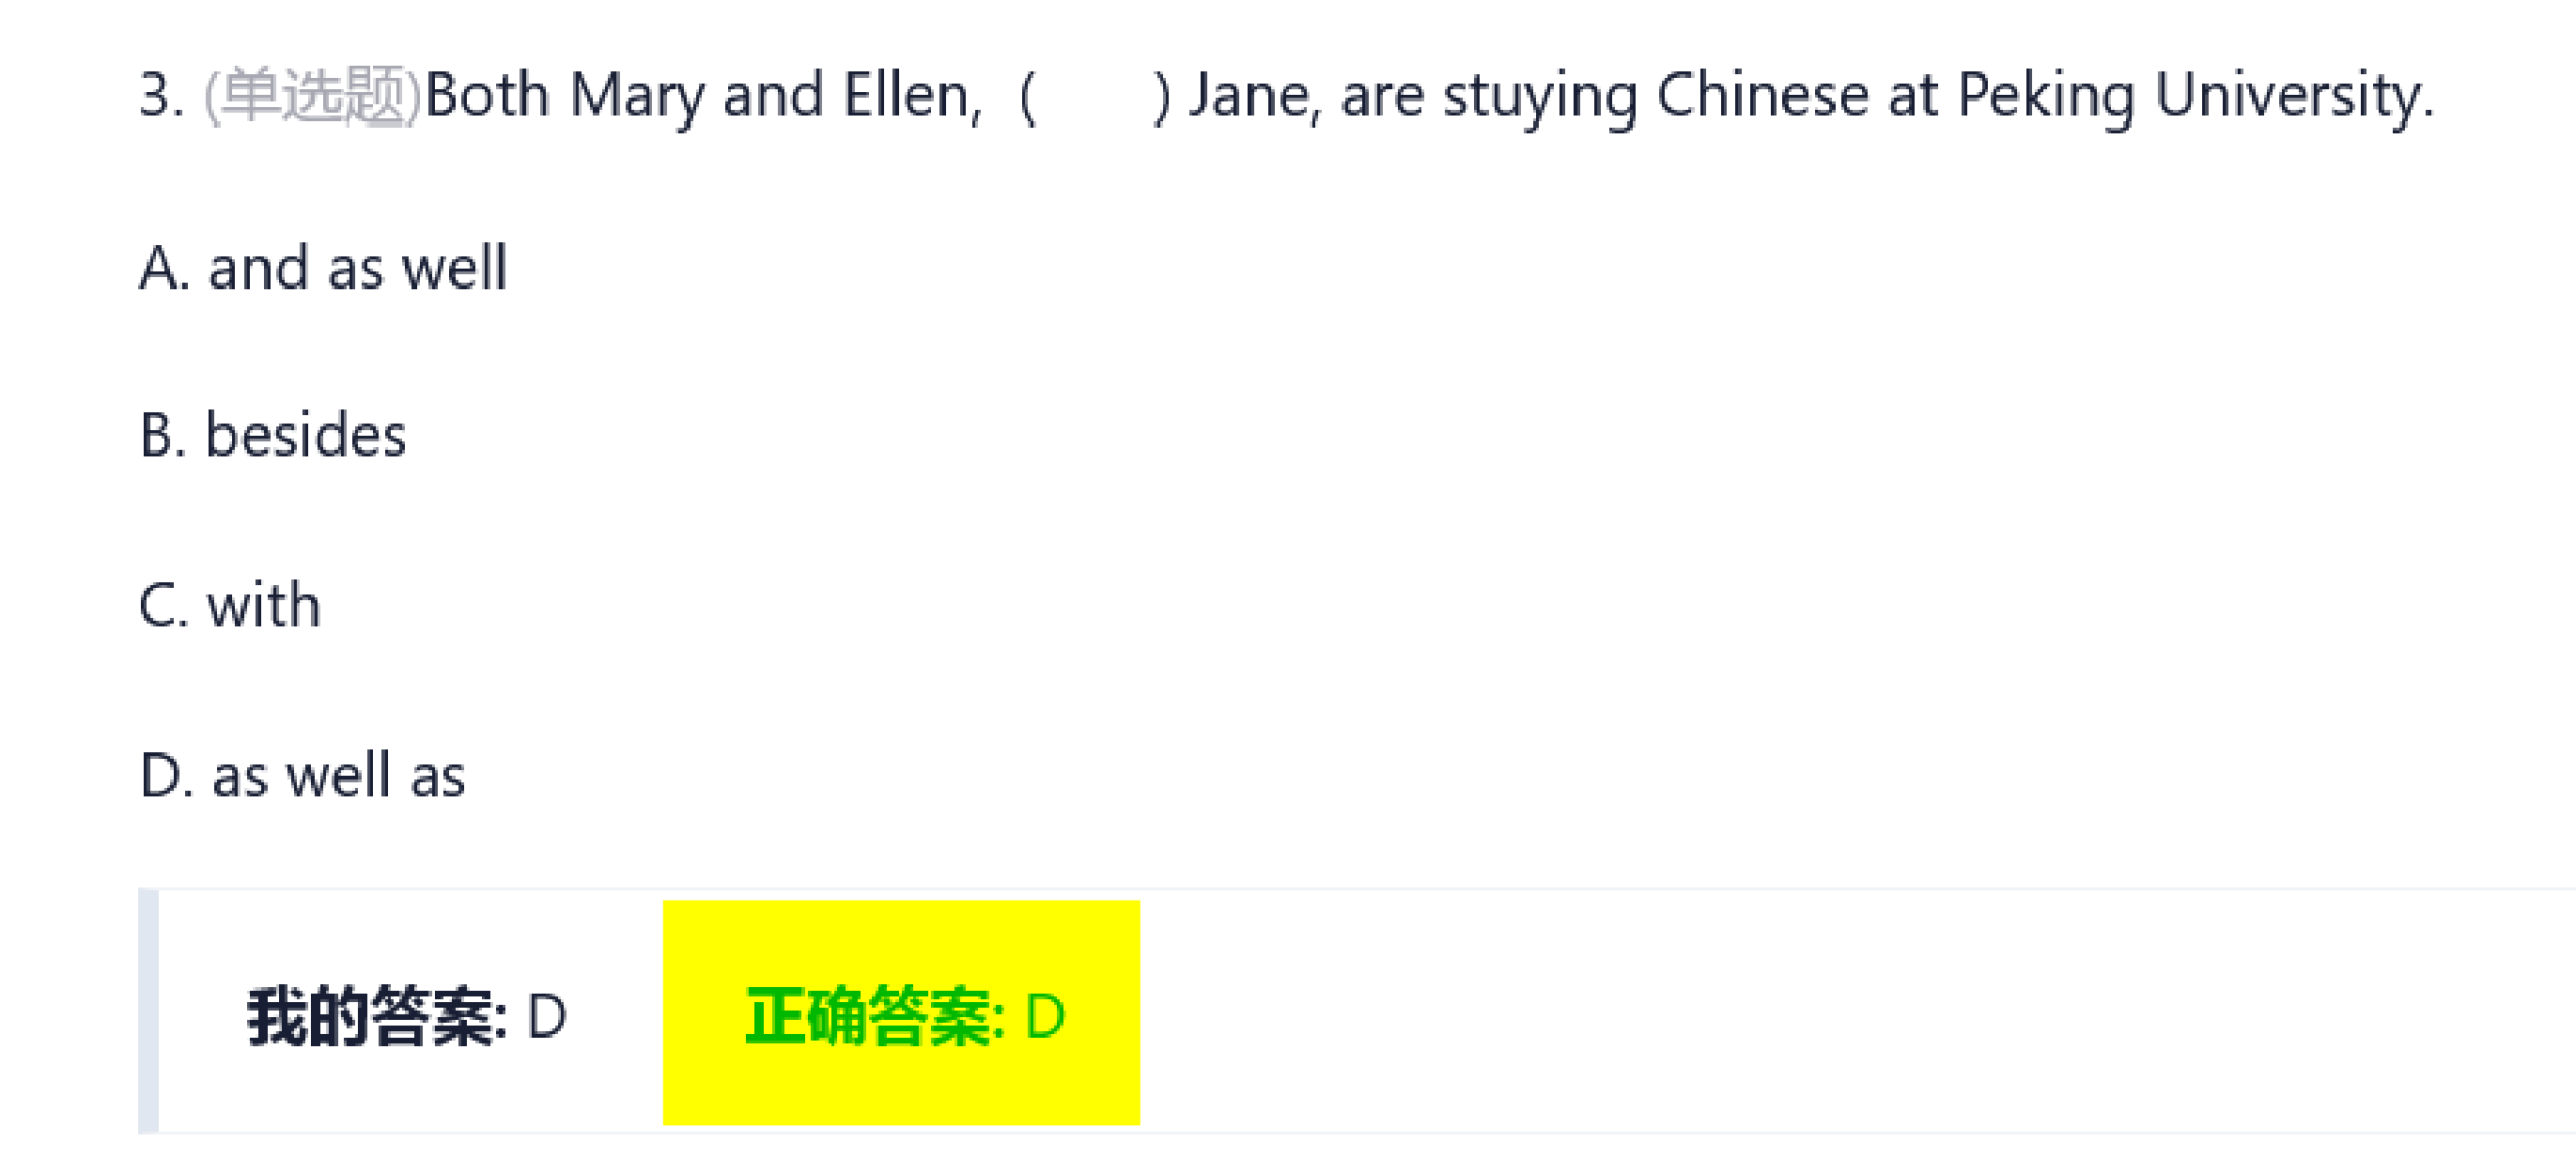 3. (单选题)Both Mary and Ellen,  (       ) Jane, are stuying Chinese at Peking University.
A. and as well
B. besides
C. with
D. as well as
我的答案: D  正确答案: D